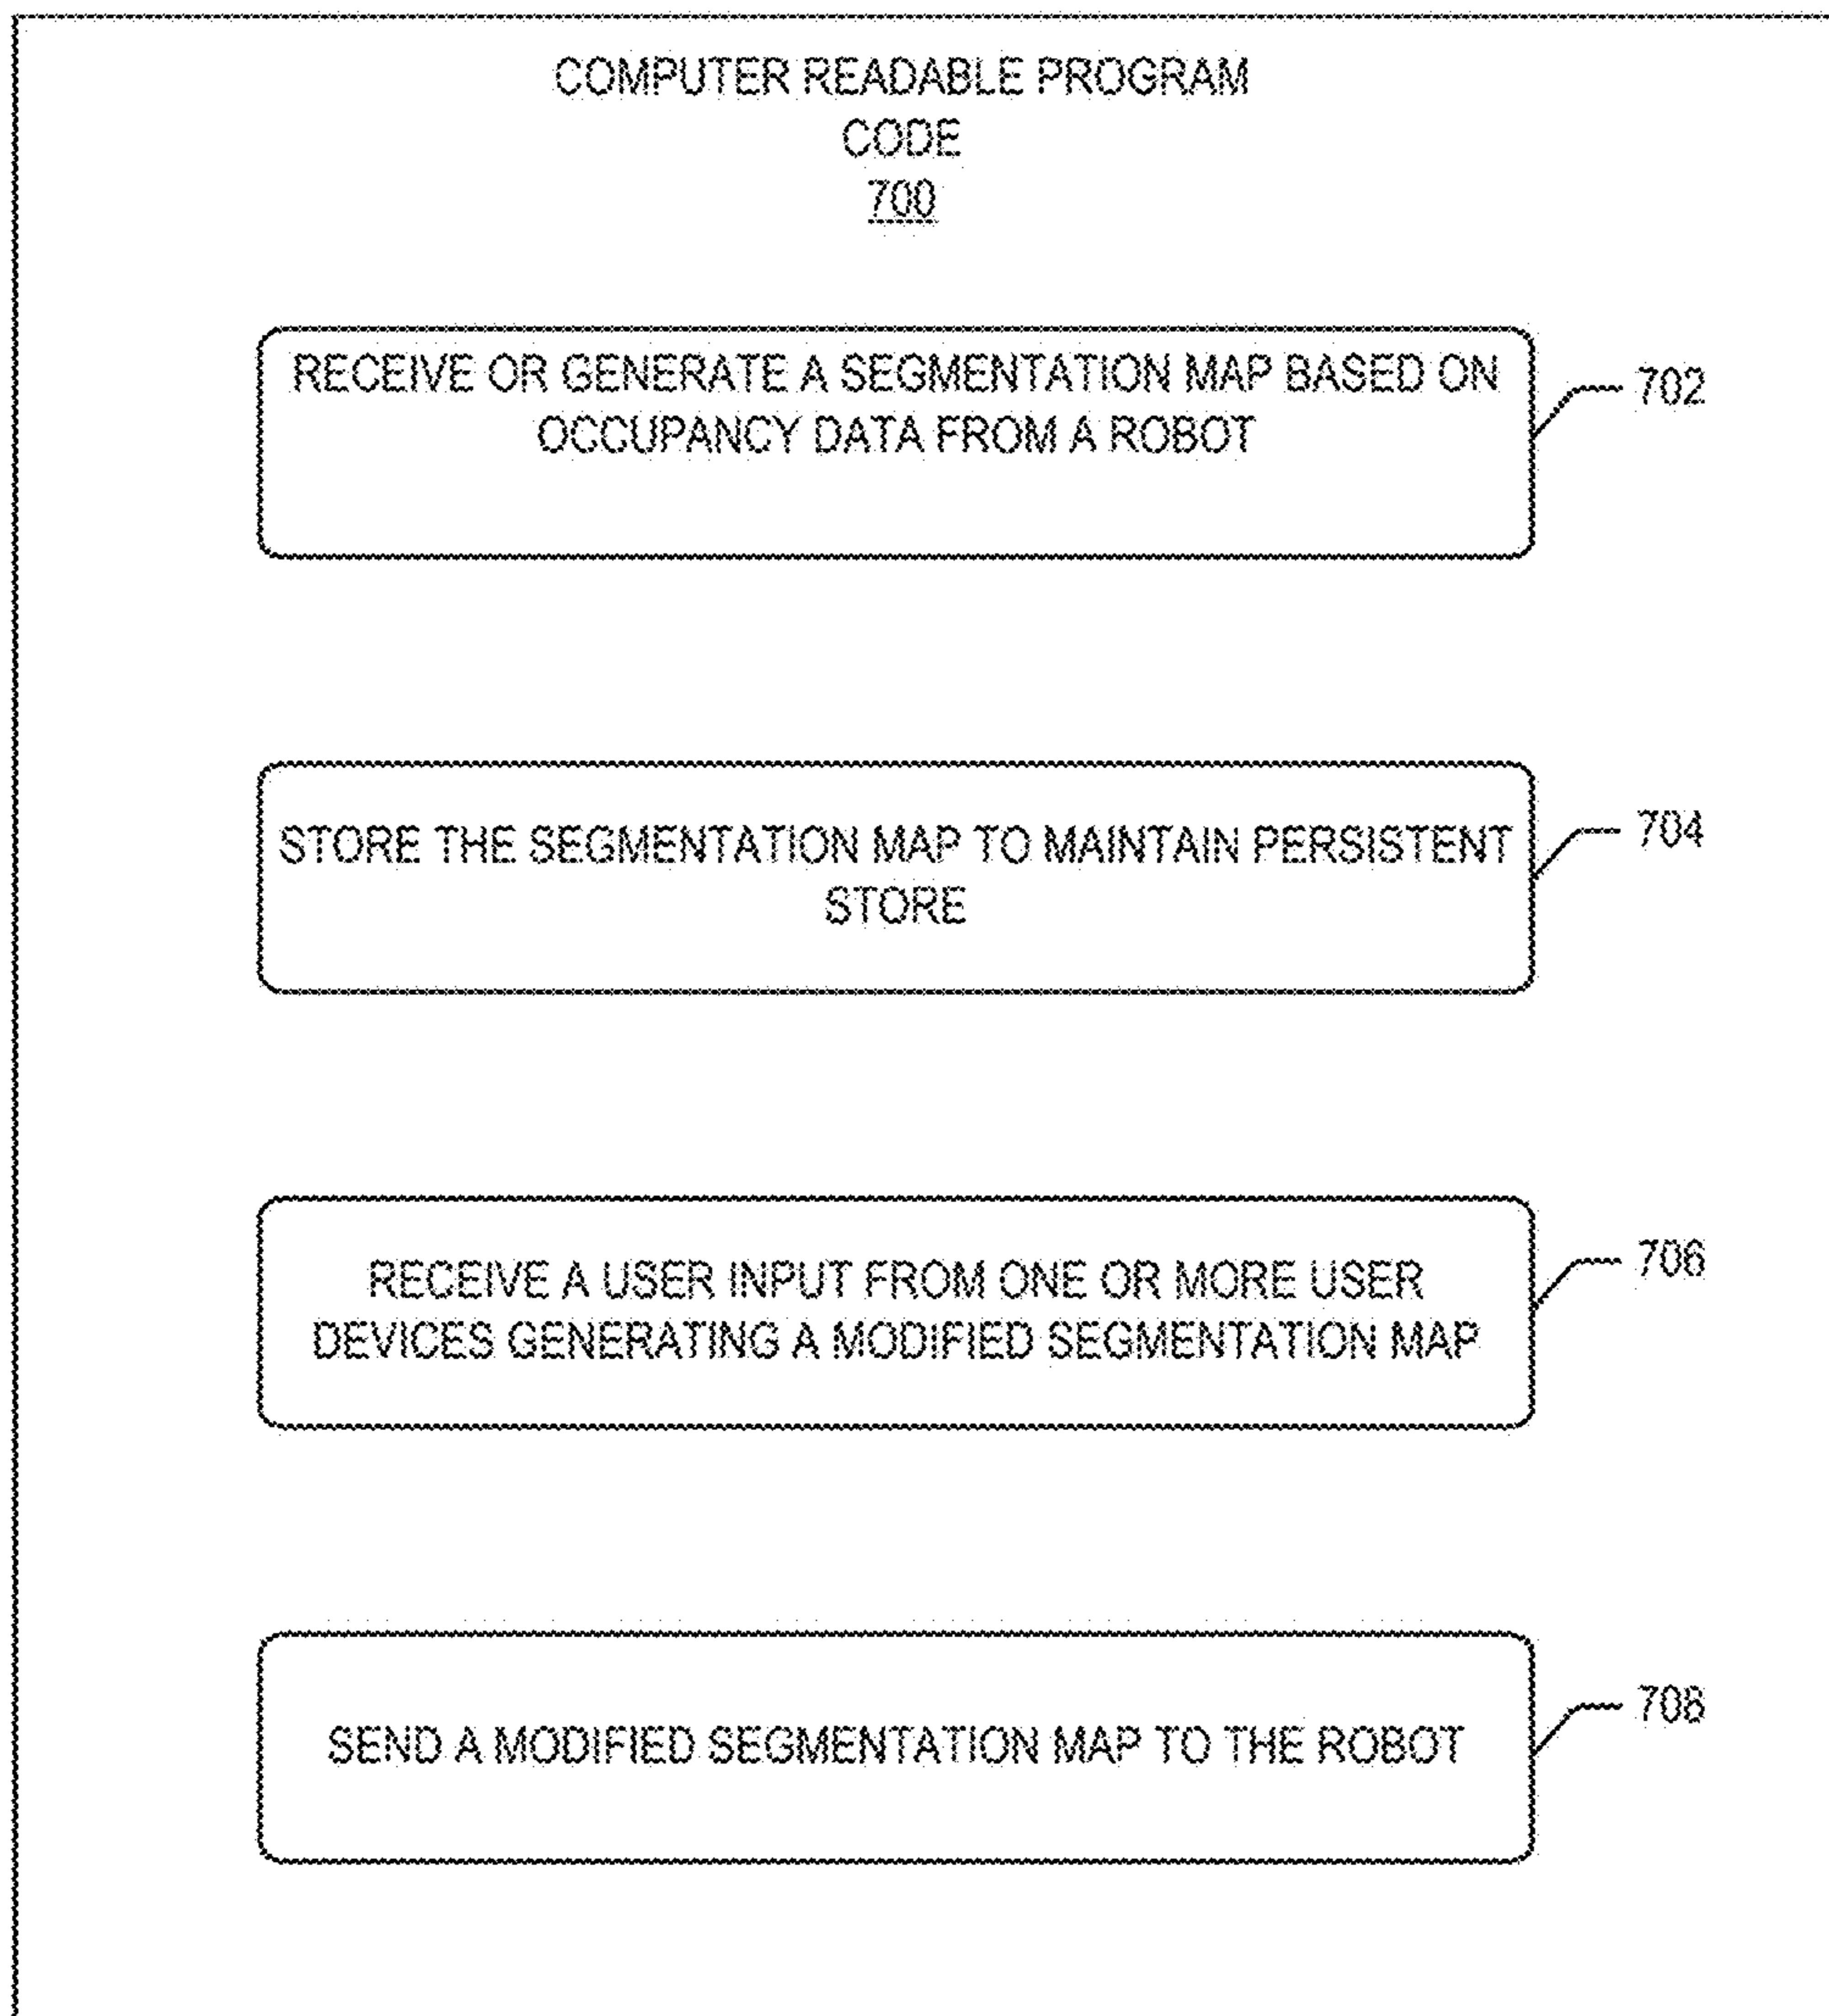 COMPUTER READABLE PROGRAM
CODE
700
RECEIVE OR GENERATE A SEGMENTATION MAP BASED ON
OCCUPANCY DATA FROM A ROBOT
702
STORE THE SEGMENTATION MAP TO MAINTAIN PERSISTENT
STORE
704
RECEIVE A USER INPUT FROM ONE OR MORE USER
DEVICES GENERATING A MODIFIED SEGMENTATION MAP
706
SEND A MODIFIED SEGMENTATION MAP TO THE ROBOT
708